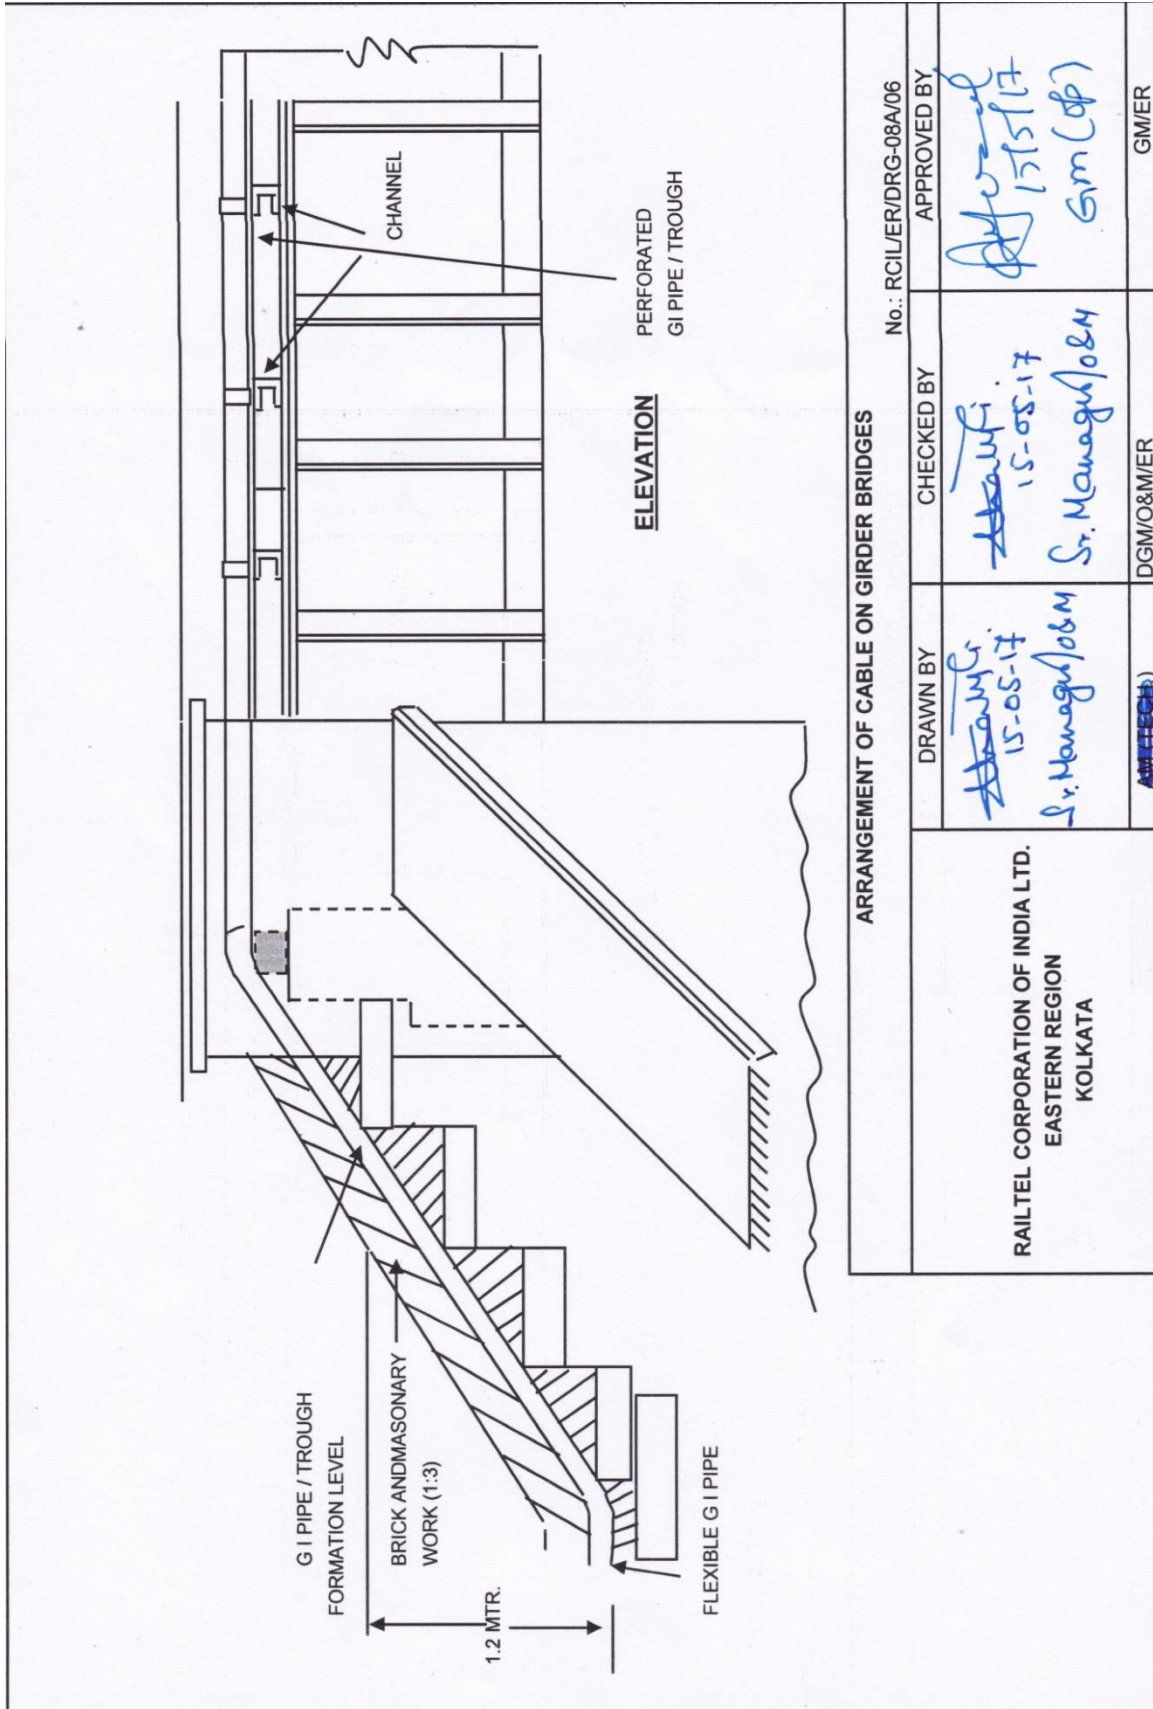 G I PIPE / TROUGH
FORMATION LEVEL
BRICK ANDMASONARY
WORK (1:3)
1.2 MTR.
FLEXIBLE G I PIPE
CHANNEL
PERFORATED
GI PIPE / TROUGH
ELEVATION
ARRANGEMENT OF CABLE ON GIRDER BRIDGES
No.: RCIL/ER/DRG-08A/06
RAILTEL CORPORATION OF INDIA LTD.
EASTERN REGION
KOLKATA
DRAWN BY
15-05-17
Sr. Manager/O&M
AM(TECH)
CHECKED BY
15-05-17
Sr. Manager/O&M
DGM/O&M/ER
APPROVED BY
15/5/17
GM(OP)
GM/ER